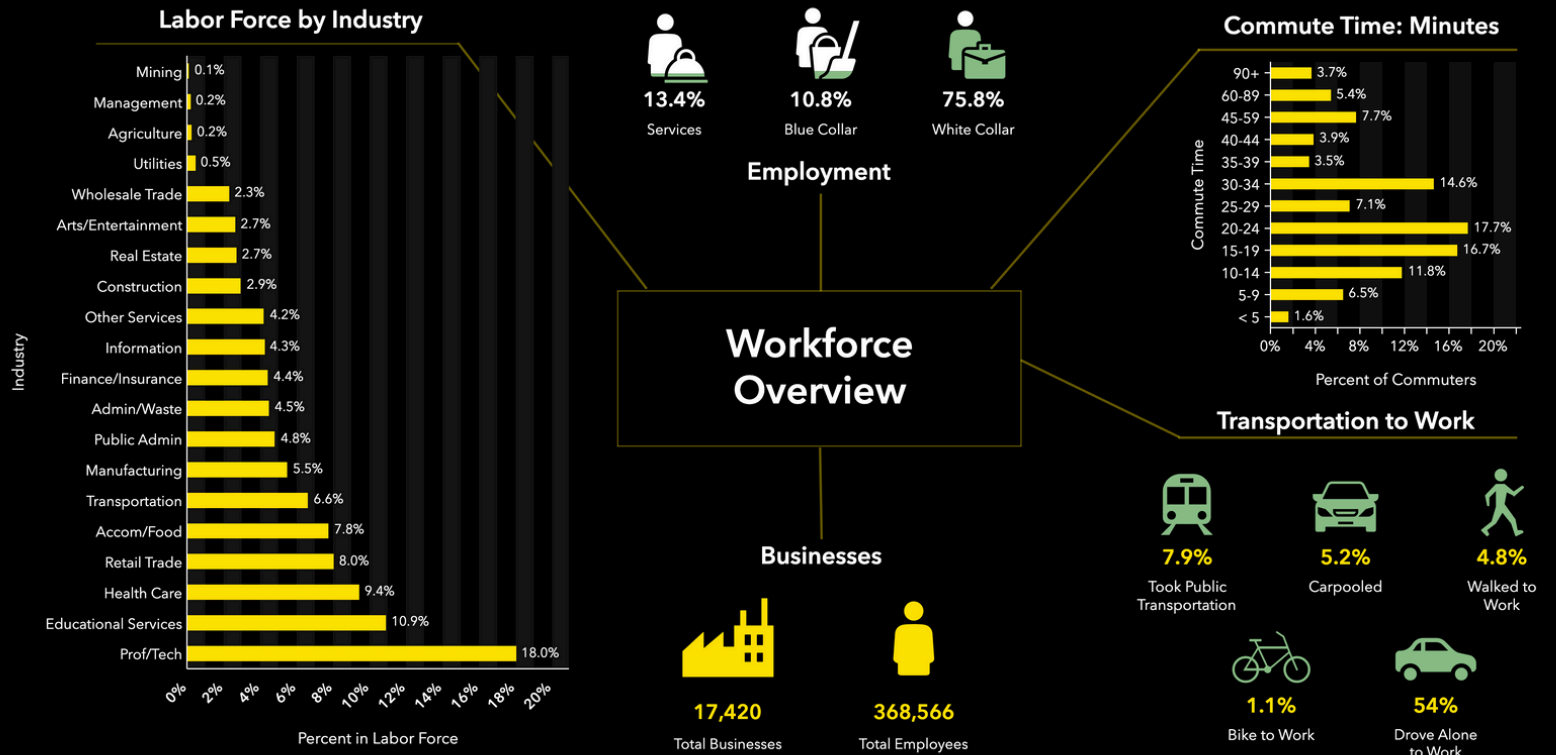 Labor Force by Industry
Industry
Mining 0.1%
Management 0.2%
Agriculture 0.2%
Utilities 0.5%
Wholesale Trade 2.3%
Arts/Entertainment 2.7%
Real Estate 2.7%
Construction 2.9%
Other Services 4.2%
Information 4.3%
Finance/Insurance 4.4%
Admin/Waste 4.5%
Public Admin 4.8%
Manufacturing 5.5%
Transportation 6.6%
Accom/Food 7.8%
Retail Trade 8.0%
Health Care 9.4%
Educational Services 10.9%
Prof/Tech 18.0%
0% 2% 4% 6% 8% 10% 12% 14% 16% 18% 20%
Percent in Labor Force
13.4% 10.8% 75.8%
Services Blue Collar White Collar
Employment
Workforce
Overview
Businesses
17,420 368,566
Total Businesses Total Employees
Commute Time: Minutes
Commute Time
90+ 3.7%
60-89 5.4%
45-59 7.7%
40-44 3.9%
35-39 3.5%
30-34 14.6%
25-29 7.1%
20-24 17.7%
15-19 16.7%
10-14 11.8%
5-9 6.5%
< 5 1.6%
0% 4% 8% 12% 16% 20%
Percent of Commuters
Transportation to Work
7.9% 5.2% 4.8%
Took Public Carpooled Walked to
Transportation Work
1.1% 54%
Bike to Work Drove Alone
to Work